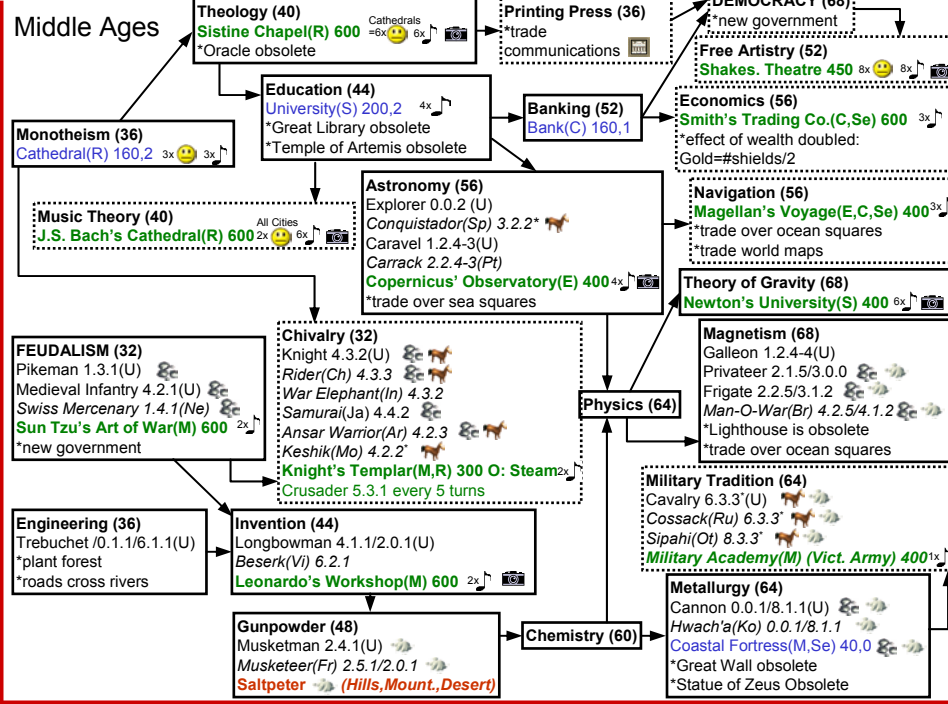 Middle Ages
Theology (40)
Sistine Chapel(R) 600 Cathedrals =6x 6x
*Oracle obsolete
Printing Press (36)
*trade
communications
DEMOCRACY (68)
*new government
Free Artistry (52)
Shakes. Theatre 450 8x 8x
Education (44)
University(S) 200,2 4x
*Great Library obsolete
*Temple of Artemis obsolete
Banking (52)
Bank(C) 160,1
Economics (56)
Smith's Trading Co.(C,Se) 600 3x
*effect of wealth doubled:
Gold=#shields/2
Monotheism (36)
Cathedral(R) 160,2 3x 3x
Music Theory (40)
J.S. Bach's Cathedral(R) 600 All Cities 2x 6x
Astronomy (56)
Explorer 0.0.2 (U)
Conquistador(Sp) 3.2.2*
Caravel 1.2.4-3(U)
Carrack 2.2.4-3(Pt)
Copernicus' Observatory(E) 400 4x
*trade over sea squares
Navigation (56)
Magellan's Voyage(E,C,Se) 400 3x
*trade over ocean squares
*trade world maps
Theory of Gravity (68)
Newton's University(S) 400 6x
FEUDALISM (32)
Pikeman 1.3.1(U)
Medieval Infantry 4.2.1(U)
Swiss Mercenary 1.4.1(Ne)
Sun Tzu's Art of War(M) 600 2x
*new government
Chivalry (32)
Knight 4.3.2(U)
Rider(Ch) 4.3.3
War Elephant(In) 4.3.2
Samurai(Ja) 4.4.2
Ansar Warrior(Ar) 4.2.3
Keshik(Mo) 4.2.2*
Knight's Templar(M,R) 300 O: Steam 2x
Crusader 5.3.1 every 5 turns
Physics (64)
Magnetism (68)
Galleon 1.2.4-4(U)
Privateer 2.1.5/3.0.0
Frigate 2.2.5/3.1.2
Man-O-War(Br) 4.2.5/4.1.2
*Lighthouse is obsolete
*trade over ocean squares
Military Tradition (64)
Cavalry 6.3.3*(U)
Cossack(Ru) 6.3.3*
Sipahi(Ot) 8.3.3*
Military Academy(M) (Vict. Army) 400 1x
Engineering (36)
Trebuchet /0.1.1/6.1.1(U)
*plant forest
*roads cross rivers
Invention (44)
Longbowman 4.1.1/2.0.1(U)
Beserk(Vi) 6.2.1
Leonardo's Workshop(M) 600 2x
Gunpowder (48)
Musketman 2.4.1(U)
Musketeer(Fr) 2.5.1/2.0.1
Saltpeter (Hills,Mount.,Desert)
Chemistry (60)
Metallurgy (64)
Cannon 0.0.1/8.1.1(U)
Hwach'a(Ko) 0.0.1/8.1.1
Coastal Fortress(M,Se) 40,0
*Great Wall obsolete
*Statue of Zeus Obsolete